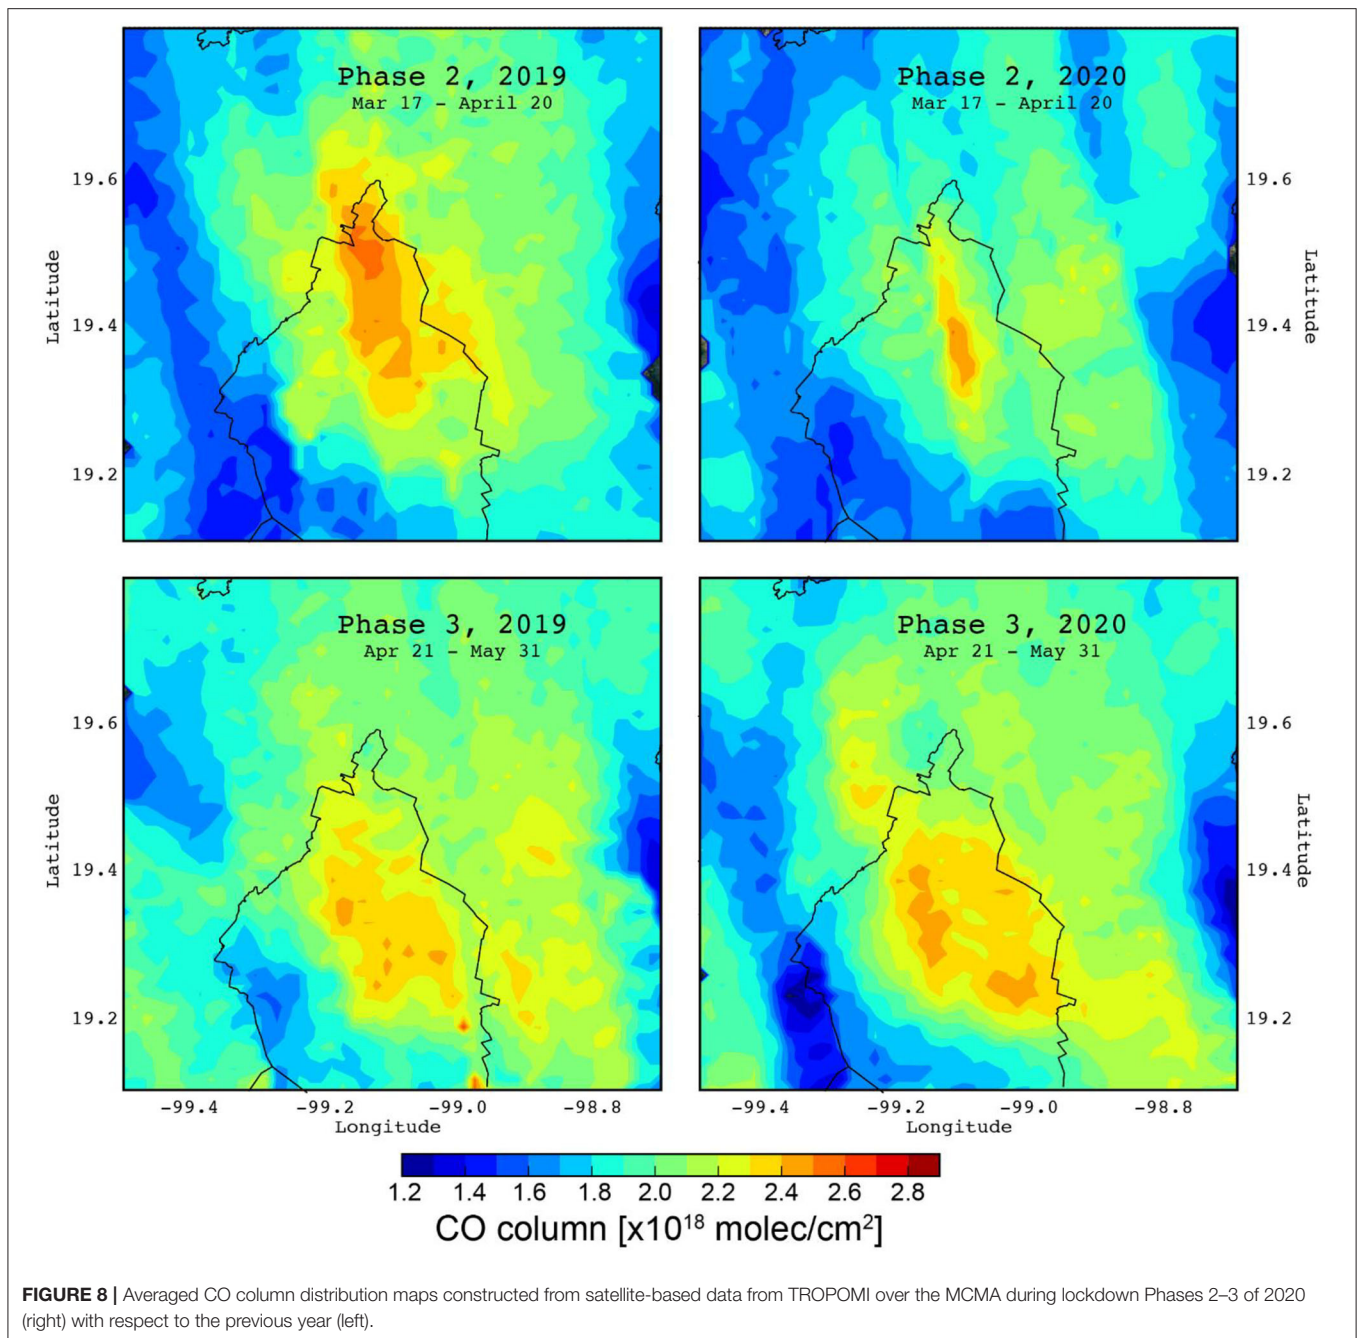 Phase 2, 2019
Mar 17 - April 20
Phase 2, 2020
Mar 17 - April 20
19.6
19.4
19.2
Latitude
19.6
19.4
19.2
Latitude
Phase 3, 2019
Apr 21 - May 31
Phase 3, 2020
Apr 21 - May 31
19.6
19.4
19.2
Latitude
19.6
19.4
19.2
Latitude
-99.4 -99.2 -99.0 -98.8
Longitude
-99.4 -99.2 -99.0 -98.8
Longitude
1.2 1.4 1.6 1.8 2.0 2.2 2.4 2.6 2.8
CO column [x10¹⁸ molec/cm²]
FIGURE 8 | Averaged CO column distribution maps constructed from satellite-based data from TROPOMI over the MCMA during lockdown Phases 2–3 of 2020
(right) with respect to the previous year (left).